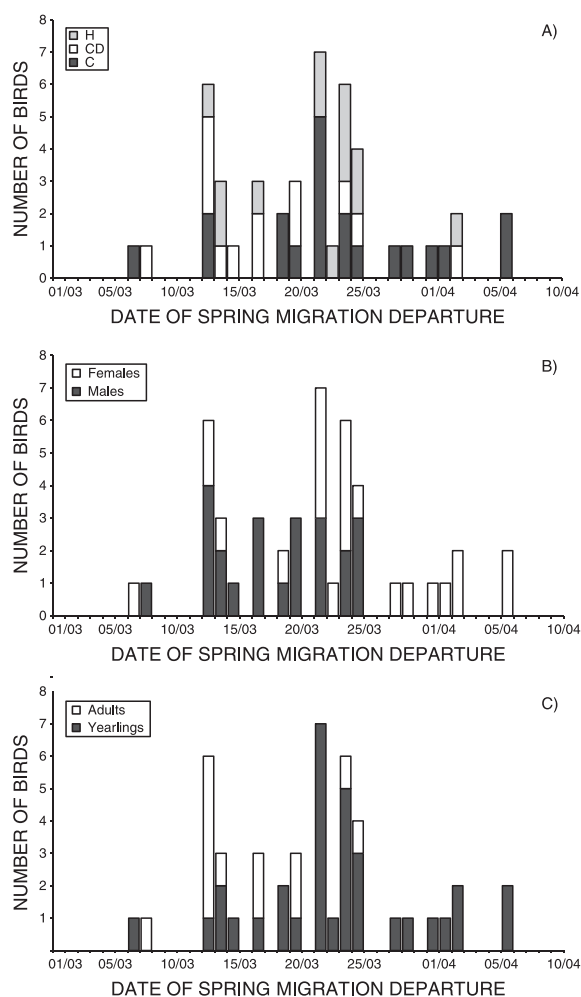 A)
H
CD
C
NUMBER OF BIRDS
8
7
6
5
4
3
2
1
0
01/03 05/03 10/03 15/03 20/03 25/03 01/04 05/04 10/04
DATE OF SPRING MIGRATION DEPARTURE
B)
Females
Males
NUMBER OF BIRDS
8
7
6
5
4
3
2
1
0
01/03 05/03 10/03 15/03 20/03 25/03 01/04 05/04 10/04
DATE OF SPRING MIGRATION DEPARTURE
C)
Adults
Yearlings
NUMBER OF BIRDS
7
6
5
4
3
2
1
01/03 05/03 10/03 15/03 20/03 25/03 01/04 05/04 10/04
DATE OF SPRING MIGRATION DEPARTURE